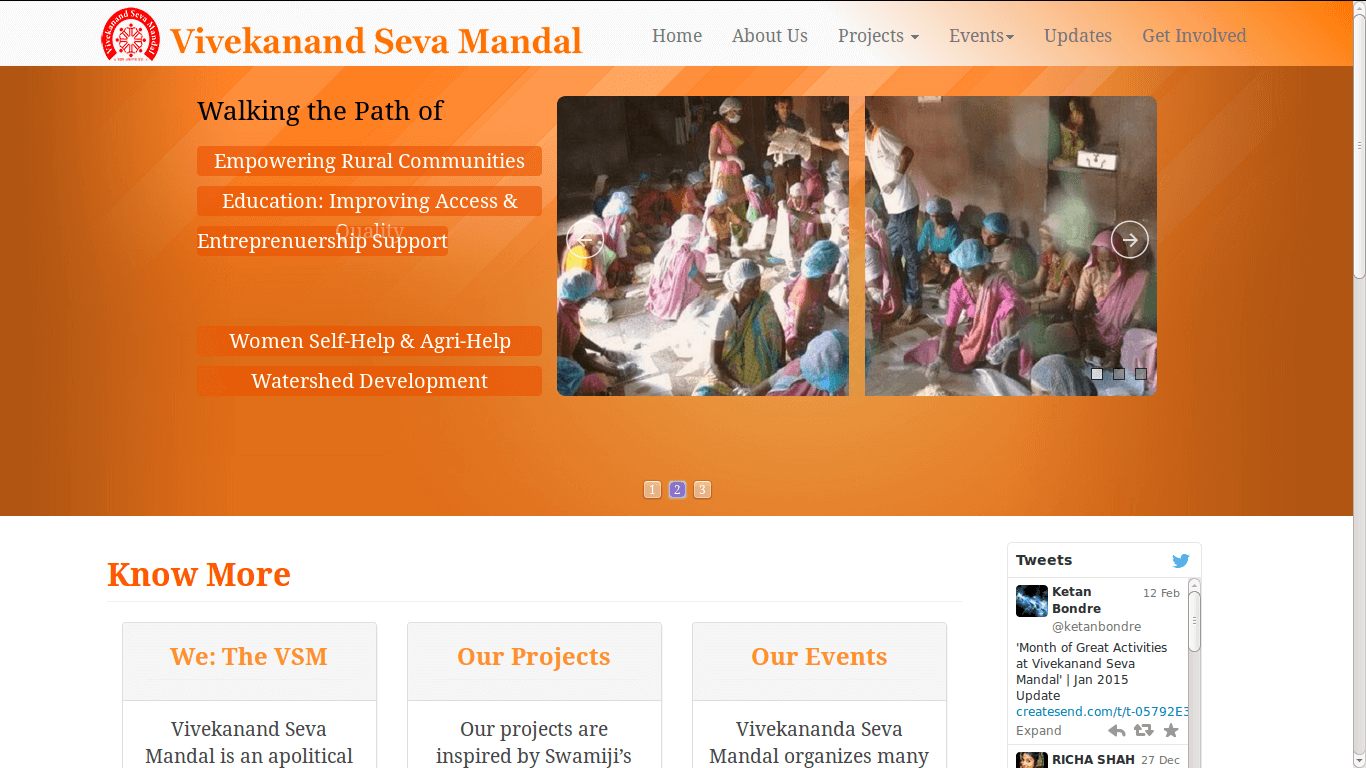 Vivekanand Seva Mandal
Vivekanand Seva Mandal
Home About Us Projects Events Updates Get Involved
Walking the Path of
Empowering Rural Communities
Education: Improving Access &
Quality
Entreprenuership Support
Women Self-Help & Agri-Help
Watershed Development
1 2 3
Know More
We: The VSM
Vivekanand Seva
Mandal is an apolitical
Our Projects
Our projects are
inspired by Swamiji’s
Our Events
Vivekananda Seva
Mandal organizes many
Tweets
Ketan
Bondre
12 Feb
@ketanbondre
'Month of Great Activities
at Vivekanand Seva
Mandal' | Jan 2015
Update
createsend.com/t/t-05792E3
Expand
RICHA SHAH 27 Dec